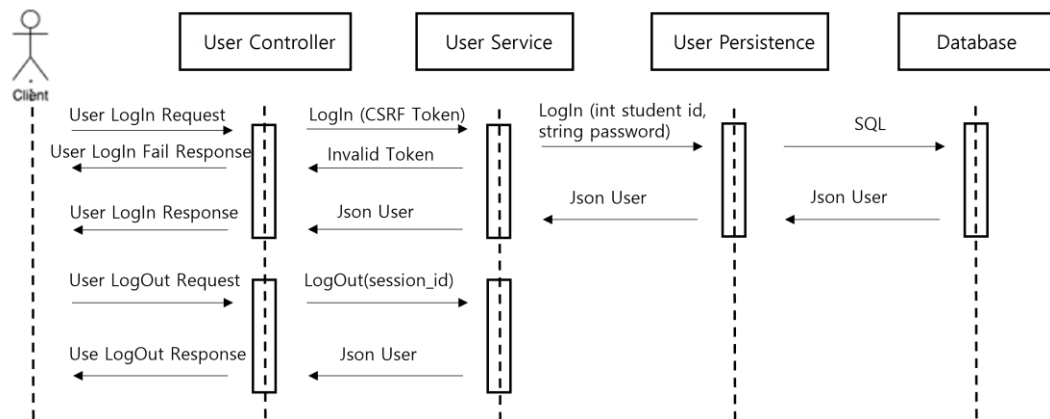 User Controller
User Service
User Persistence
Database
Client
User LogIn Request
LogIn (CSRF Token)
LogIn (int student id,
string password)
SQL
User LogIn Fail Response
Invalid Token
User LogIn Response
Json User
Json User
Json User
User LogOut Request
LogOut(session_id)
Use LogOut Response
Json User